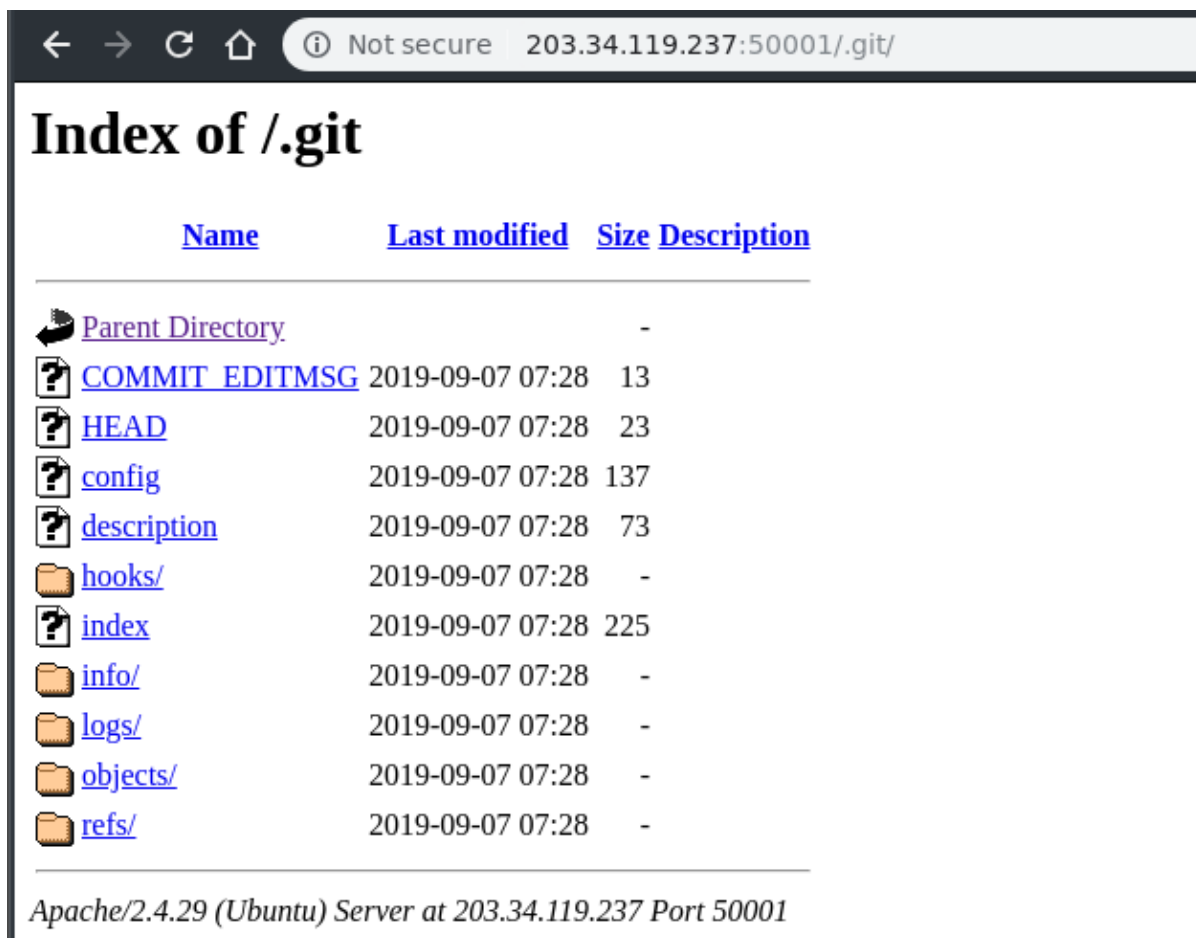 Not secure 203.34.119.237:50001/.git/
Index of /.git
Name Last modified Size Description
Parent Directory -
COMMIT_EDITMSG 2019-09-07 07:28 13
HEAD 2019-09-07 07:28 23
config 2019-09-07 07:28 137
description 2019-09-07 07:28 73
hooks/ 2019-09-07 07:28 -
index 2019-09-07 07:28 225
info/ 2019-09-07 07:28 -
logs/ 2019-09-07 07:28 -
objects/ 2019-09-07 07:28 -
refs/ 2019-09-07 07:28 -
Apache/2.4.29 (Ubuntu) Server at 203.34.119.237 Port 50001